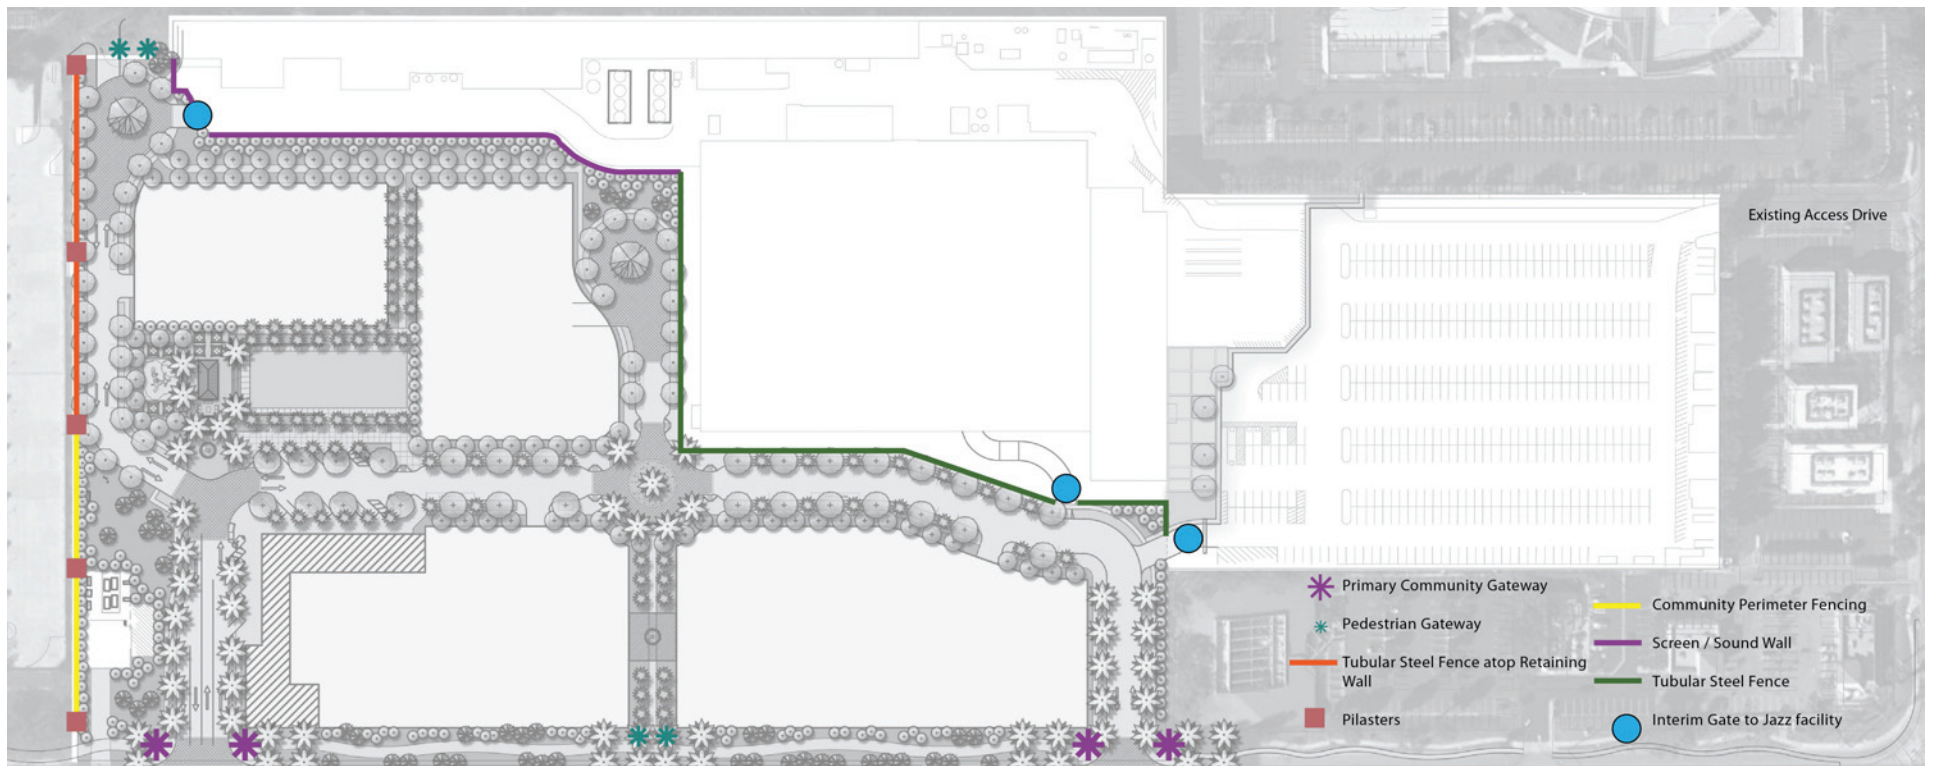 Existing Access Drive
Primary Community Gateway
Pedestrian Gateway
Tubular Steel Fence atop Retaining
Wall
Pilasters
Community Perimeter Fencing
Screen / Sound Wall
Tubular Steel Fence
Interim Gate to Jazz facility